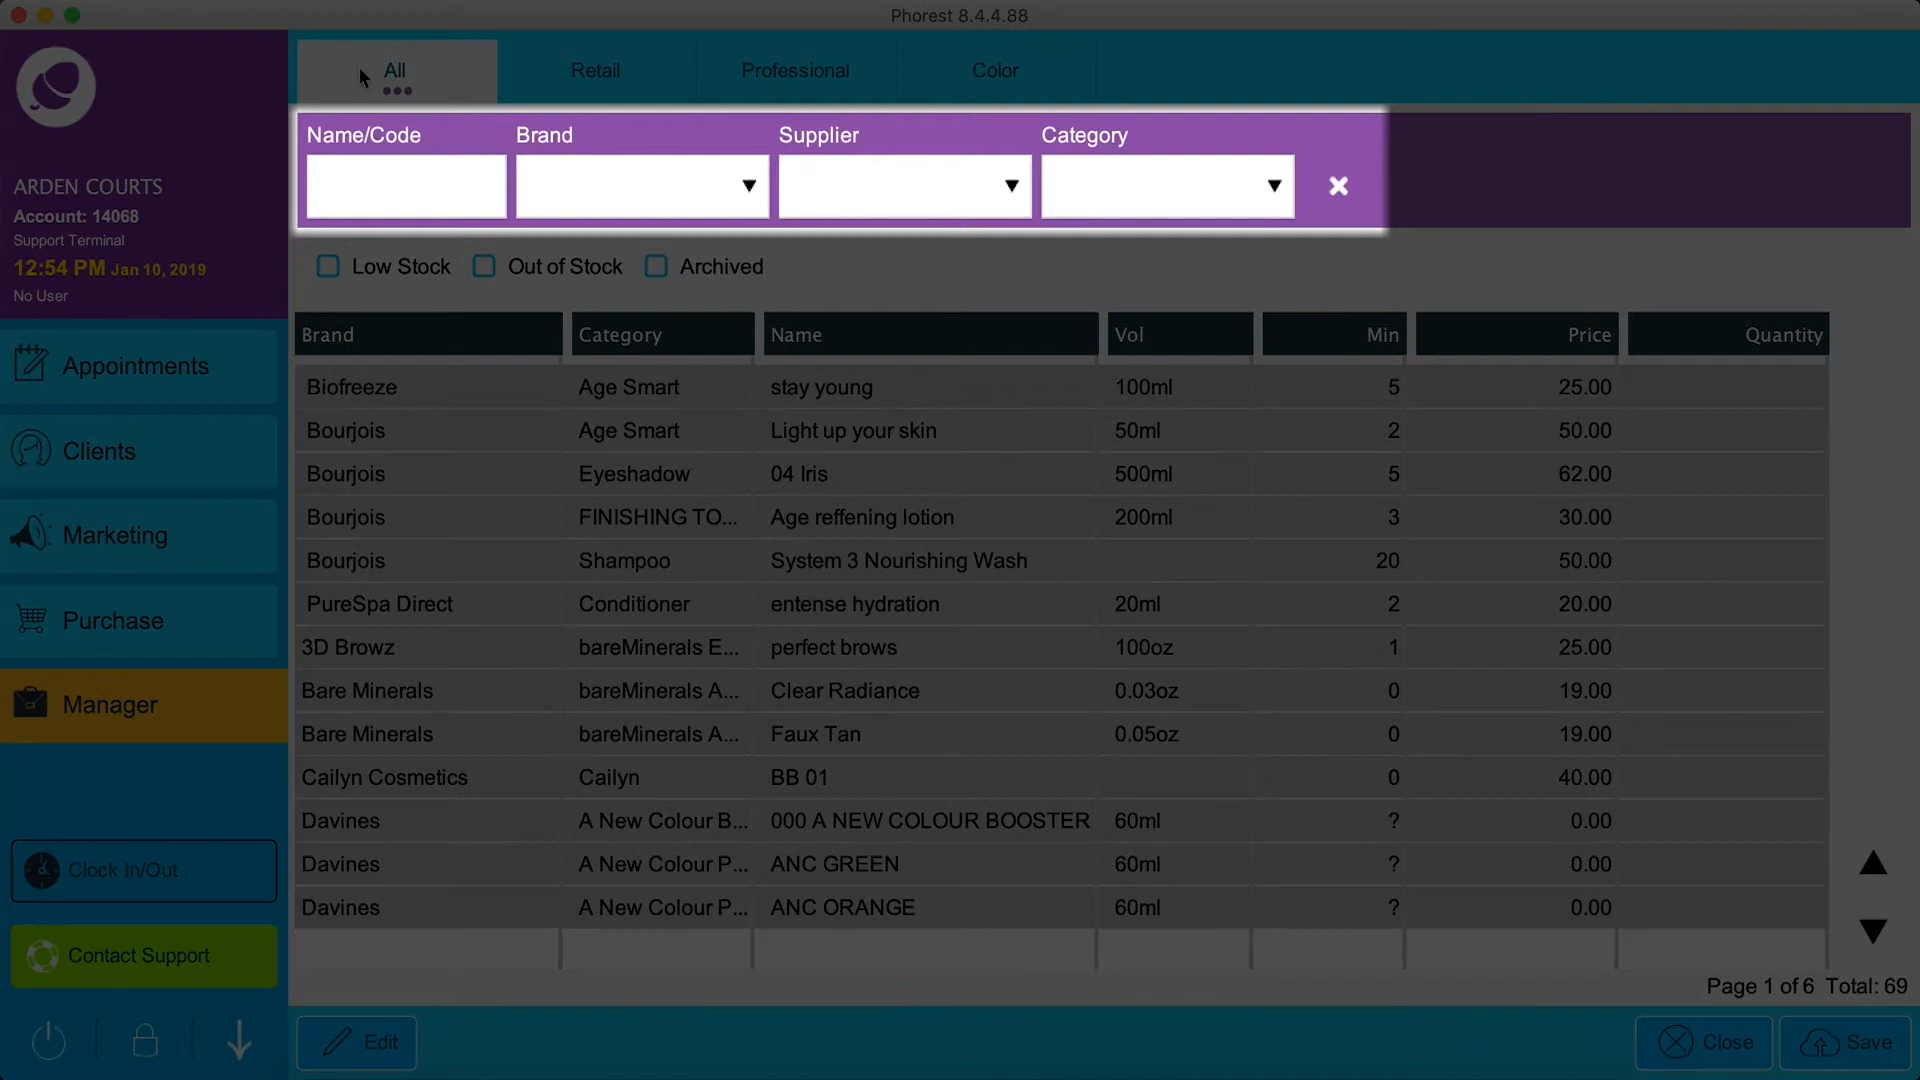 Phorest 8.4.4.88
All
Retail
Professional
Color
Name/Code
Brand
Supplier
Category
ARDEN COURTS
Account: 14068
Support Terminal
12:54 PM Jan 10, 2019
No User
Low Stock
Out of Stock
Archived
Brand Category Name Vol Min Price Quantity
Biofreeze Age Smart stay young 100ml 5 25.00
Bourjois Age Smart Light up your skin 50ml 2 50.00
Bourjois Eyeshadow 04 Iris 500ml 5 62.00
Bourjois FINISHING TO... Age reffening lotion 200ml 3 30.00
Bourjois Shampoo System 3 Nourishing Wash 20 50.00
PureSpa Direct Conditioner entense hydration 20ml 2 20.00
3D Browz bareMinerals E... perfect brows 100oz 1 25.00
Bare Minerals bareMinerals A... Clear Radiance 0.03oz 0 19.00
Bare Minerals bareMinerals A... Faux Tan 0.05oz 0 19.00
Cailyn Cosmetics Cailyn BB 01 0 40.00
Davines A New Colour B... 000 A NEW COLOUR BOOSTER 60ml ? 0.00
Davines A New Colour P... ANC GREEN 60ml ? 0.00
Davines A New Colour P... ANC ORANGE 60ml ? 0.00
Appointments
Clients
Marketing
Purchase
Manager
Clock In/Out
Contact Support
Page 1 of 6 Total: 69
Edit
Close
Save